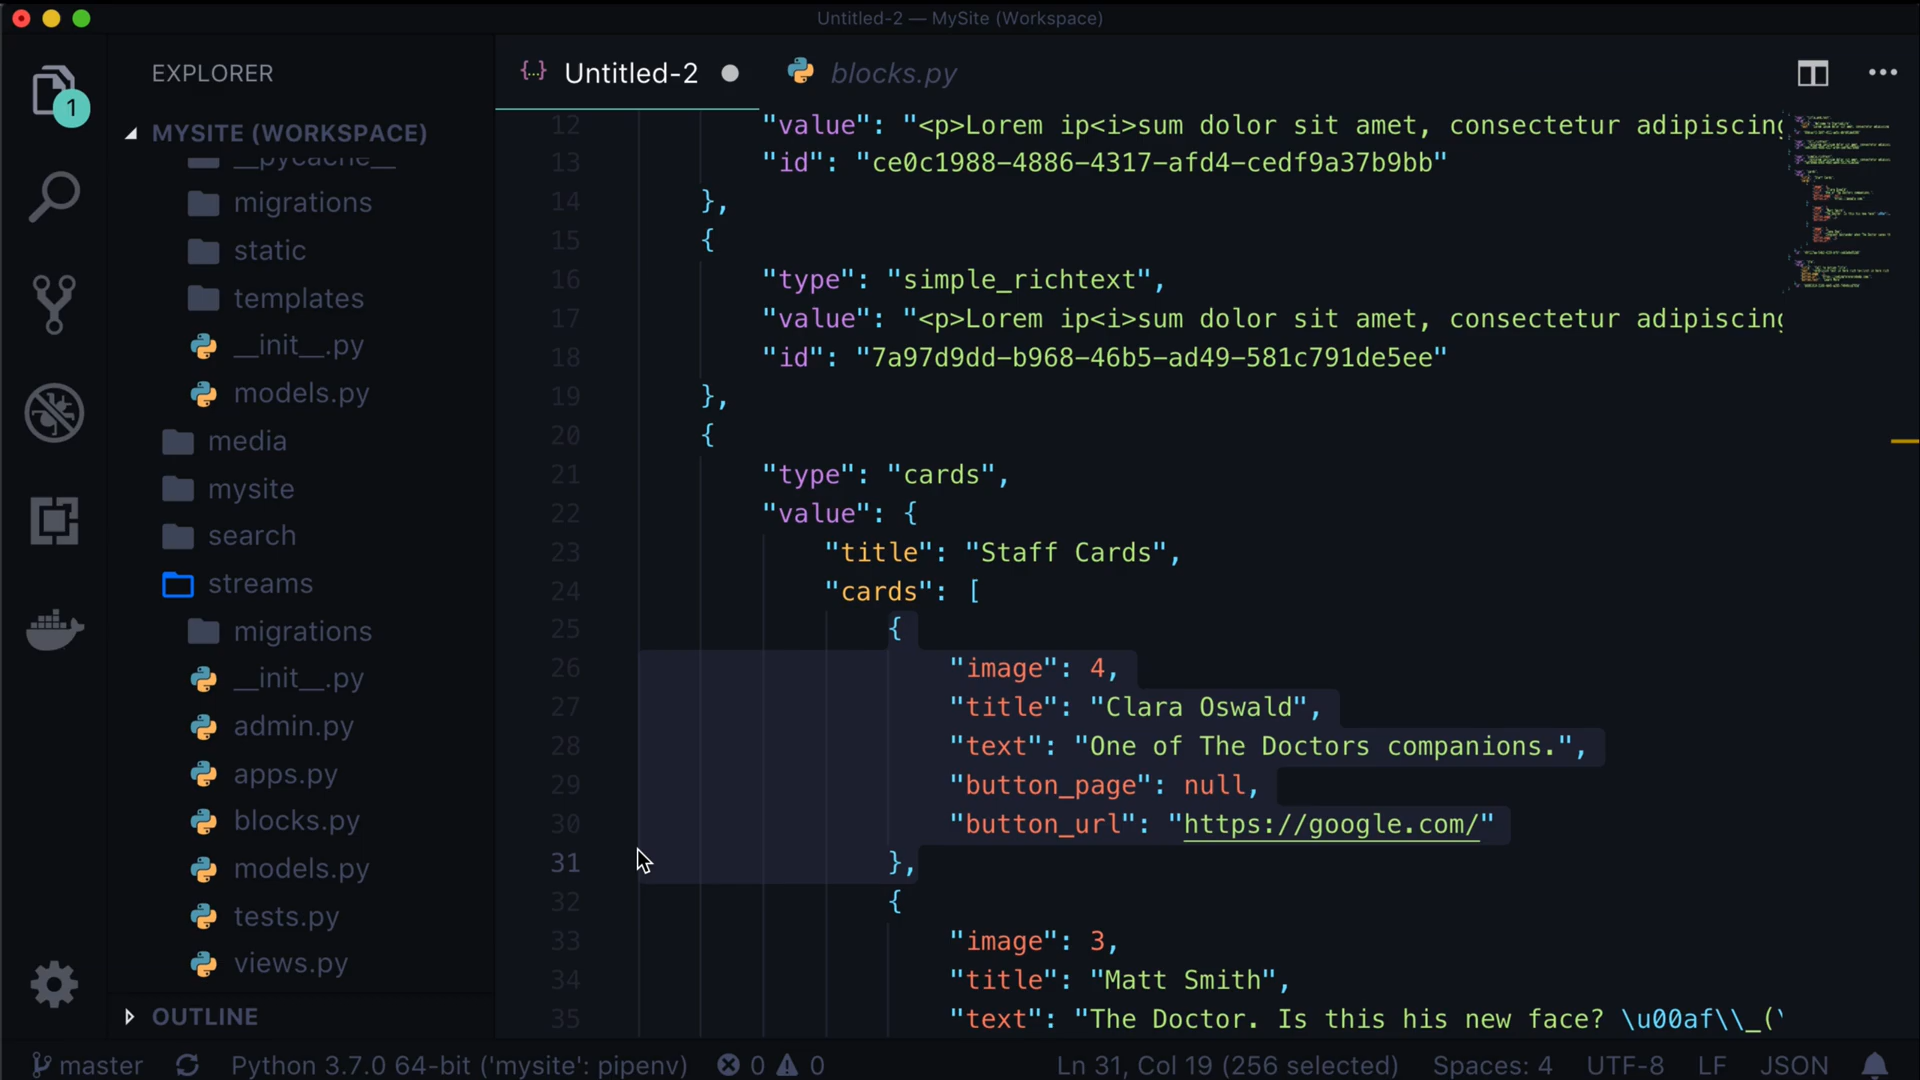 Untitled-2 — MySite (Workspace)
EXPLORER
1
MYSITE (WORKSPACE)
__pycache__
migrations
static
templates
__init__.py
models.py
media
mysite
search
streams
migrations
__init__.py
admin.py
apps.py
blocks.py
models.py
tests.py
views.py
OUTLINE
{..} Untitled-2
blocks.py
12 "value": "<p>Lorem ip<i>sum dolor sit amet, consectetur adipiscing
13 "id": "ce0c1988-4886-4317-afd4-cedf9a37b9bb"
14 },
15 {
16 "type": "simple_richtext",
17 "value": "<p>Lorem ip<i>sum dolor sit amet, consectetur adipiscing
18 "id": "7a97d9dd-b968-46b5-ad49-581c791de5ee"
19 },
20 {
21 "type": "cards",
22 "value": {
23 "title": "Staff Cards",
24 "cards": [
25 {
26 "image": 4,
27 "title": "Clara Oswald",
28 "text": "One of The Doctors companions.",
29 "button_page": null,
30 "button_url": "https://google.com/"
31 },
32 {
33 "image": 3,
34 "title": "Matt Smith",
35 "text": "The Doctor. Is this his new face? \u00af\\_(\
master
Python 3.7.0 64-bit ('mysite': pipenv)
0
0
Ln 31, Col 19 (256 selected)
Spaces: 4
UTF-8
LF
JSON